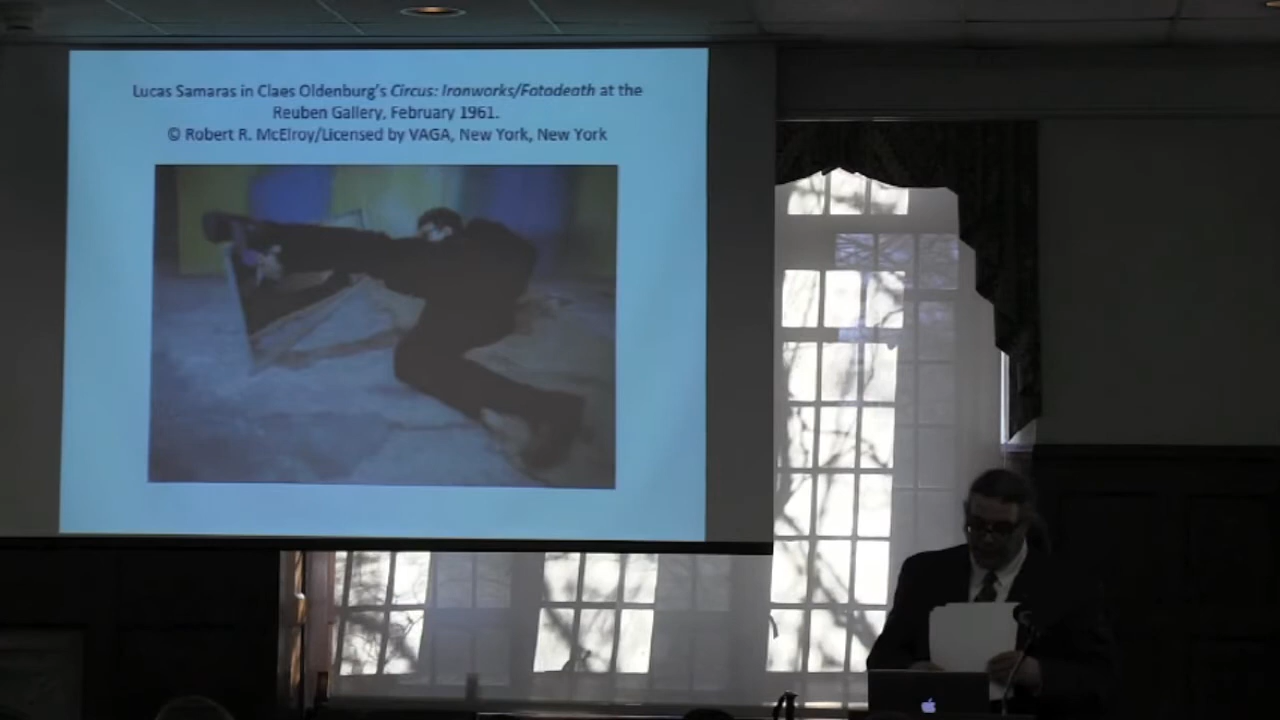 Lucas Samaras in Claes Oldenburg's Circus: Ironworks/Fotodeath at the
Reuben Gallery, February 1961.
© Robert R. McElroy/Licensed by VAGA, New York, New York